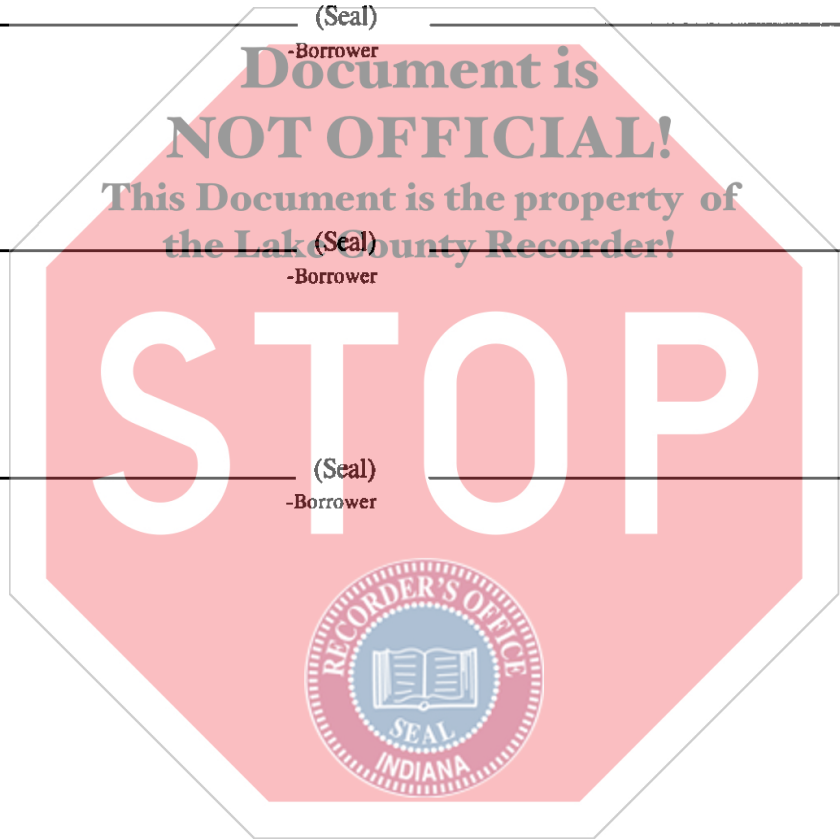 (Seal)
-Borrower
Document is
NOT OFFICIAL!
This Document is the property of
the Lake County Recorder!
(Seal)
-Borrower
STOP
(Seal)
-Borrower
RECORDER'S OFFICE
SEAL
INDIANA